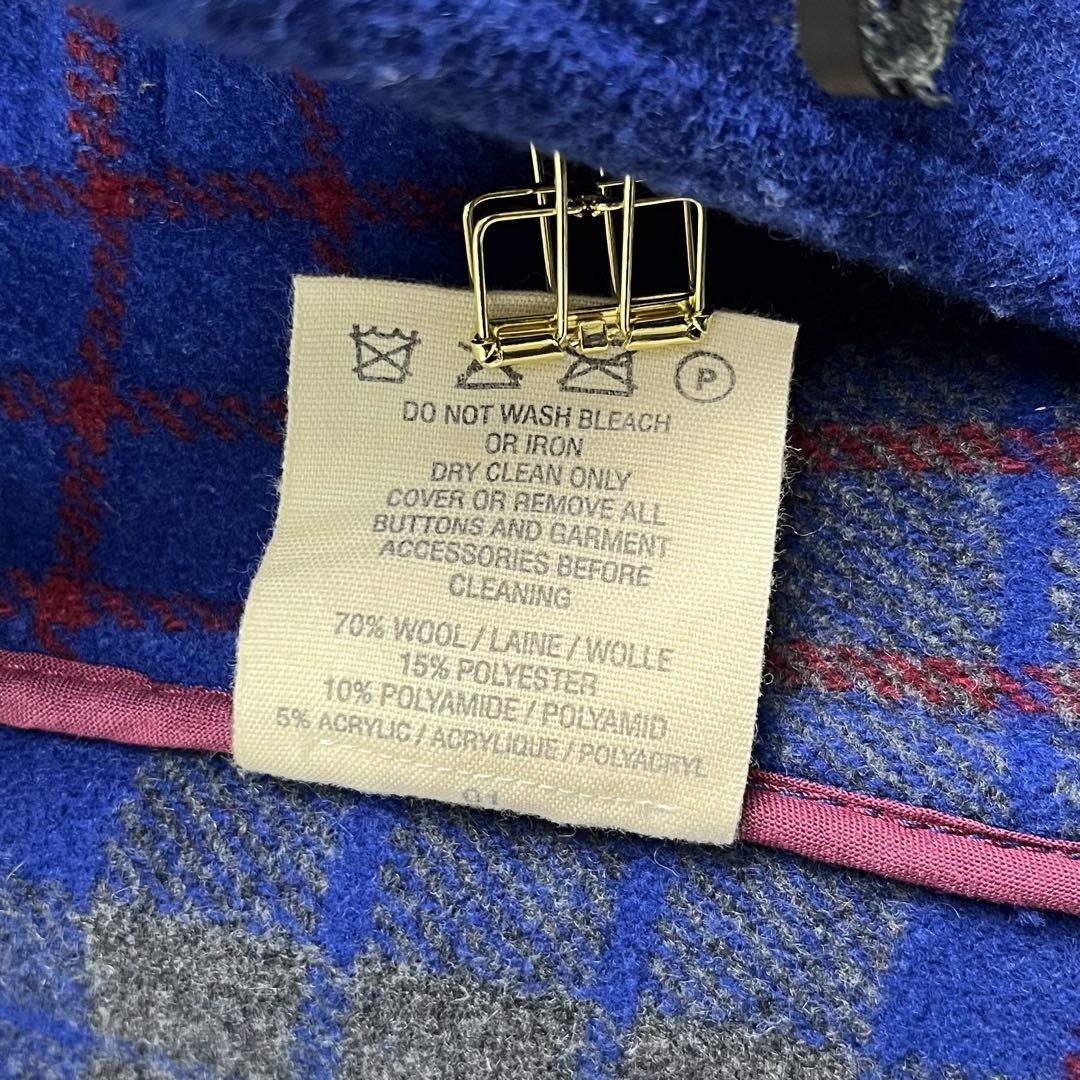 P
DO NOT WASH BLEACH
OR IRON
DRY CLEAN ONLY
COVER OR REMOVE ALL
BUTTONS AND GARMENT
ACCESSORIES BEFORE
CLEANING
70% WOOL / LAINE / WOLLE
15% POLYESTER
10% POLYAMIDE / POLYAMID
5% ACRYLIC / ACRYLIQUE / POLYACRYL